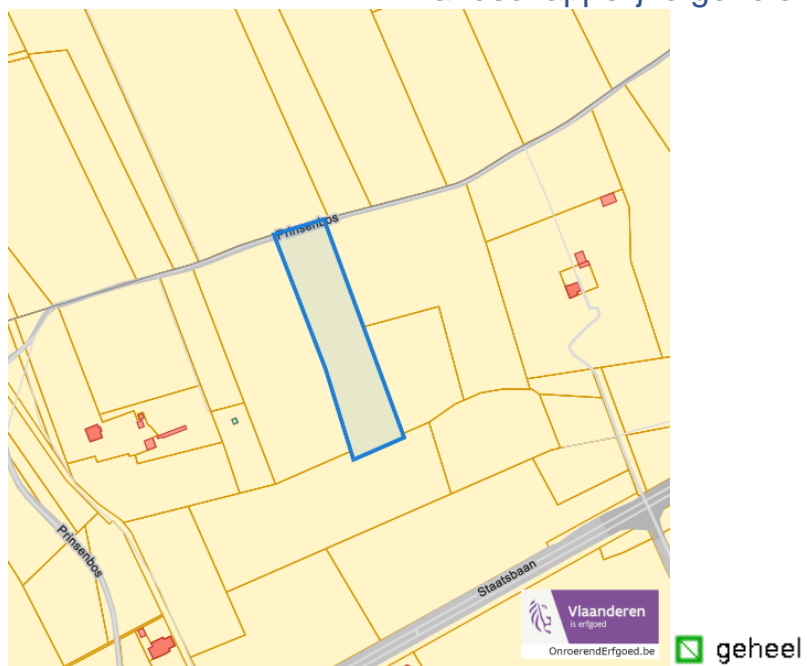 Prinsenbos
Prinsenbos
Staatsbaan
Vlaanderen
is erfgoed
OnroerendErfgoed.be
geheel